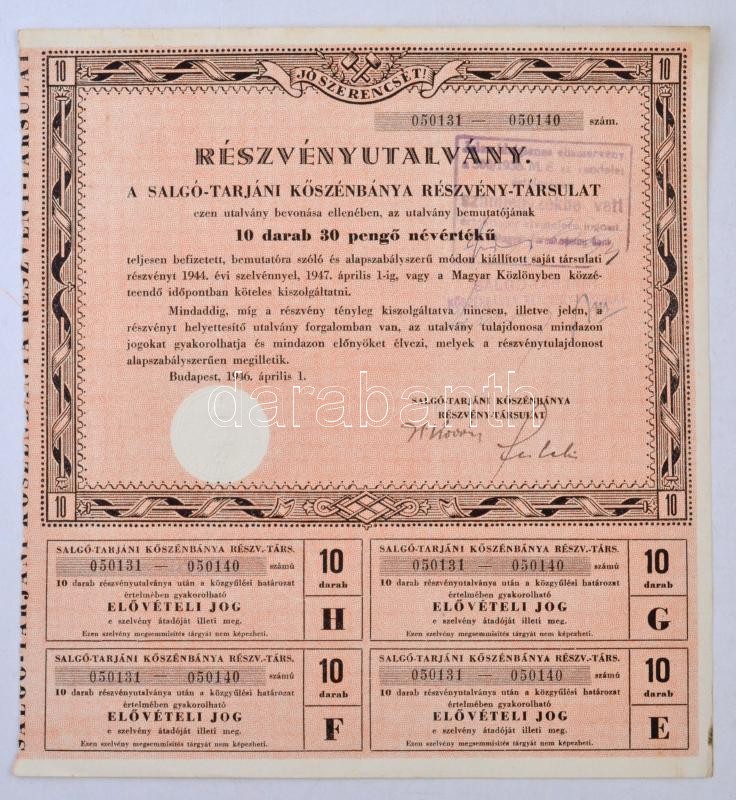 10
JÓ SZERENCSÉT!
10
050131 — 050140 szám.
RÉSZVÉNYUTALVÁNY.
A SALGÓ-TARJÁNI KŐSZÉNBÁNYA RÉSZVÉNY-TÁRSULAT
ezen utalvány bevonása ellenében, az utalvány bemutatójának
10 darab 30 pengő névértékű
teljesen befizetett, bemutatóra szóló és alapszabályszerű módon kiállított saját társulati
részvényt 1944. évi szelvénnyel, 1947. április 1-ig, vagy a Magyar Közlönyben közzé-
teendő időpontban köteles kiszolgáltatni.
Mindaddig, míg a részvény tényleg kiszolgáltatva nincsen, illetve jelen, a
részvényt helyettesítő utalvány forgalomban van, az utalvány tulajdonosa mindazon
jogokat gyakorolhatja és mindazon előnyöket élvezi, melyek a részvénytulajdonost
alapszabályszerűen megilletik.
Budapest, 1946. április 1.
SALGÓ-TARJÁNI KŐSZÉNBÁNYA
RÉSZVÉNY-TÁRSULAT
darabanth
10
10
SALGÓ-TARJÁNI KŐSZÉNBÁNYA RÉSZVÉNY-TÁRSULAT
SALGÓ-TARJÁNI KŐSZÉNBÁNYA RÉSZV.-TÁRS.
050131 — 050140 számú
10 darab részvényutalványa után a közgyűlési határozat
értelmében gyakorolható
ELŐVÉTELI JOG
e szelvény átadóját illeti meg.
Ezen szelvény megsemmisítés tárgyát nem képezheti.
10
darab
H
SALGÓ-TARJÁNI KŐSZÉNBÁNYA RÉSZV.-TÁRS.
050131 — 050140 számú
10 darab részvényutalványa után a közgyűlési határozat
értelmében gyakorolható
ELŐVÉTELI JOG
e szelvény átadóját illeti meg.
Ezen szelvény megsemmisítés tárgyát nem képezheti.
10
darab
G
SALGÓ-TARJÁNI KŐSZÉNBÁNYA RÉSZV.-TÁRS.
050131 — 050140 számú
10 darab részvényutalványa után a közgyűlési határozat
értelmében gyakorolható
ELŐVÉTELI JOG
e szelvény átadóját illeti meg.
Ezen szelvény megsemmisítés tárgyát nem képezheti.
10
darab
F
SALGÓ-TARJÁNI KŐSZÉNBÁNYA RÉSZV.-TÁRS.
050131 — 050140 számú
10 darab részvényutalványa után a közgyűlési határozat
értelmében gyakorolható
ELŐVÉTELI JOG
e szelvény átadóját illeti meg.
Ezen szelvény megsemmisítés tárgyát nem képezheti.
10
darab
E